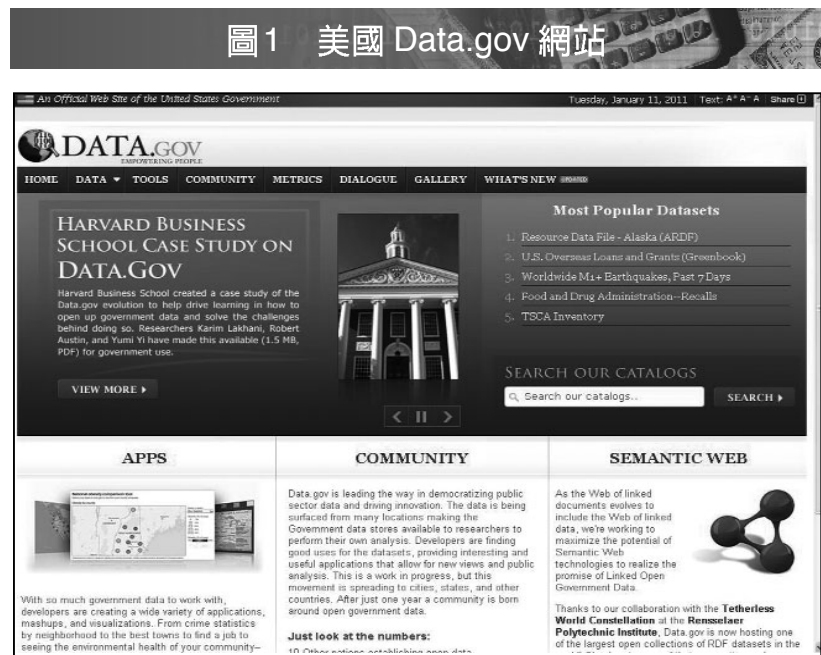 圖1 美國 Data.gov 網站
An Official Web Site of the United States Government
Tuesday, January 11, 2011 Text: A+ A- A Share
DATA.GOV
EMPOWERING PEOPLE
HOME DATA TOOLS COMMUNITY METRICS DIALOGUE GALLERY WHAT'S NEW UPDATED
HARVARD BUSINESS
SCHOOL CASE STUDY ON
DATA.GOV
Harvard Business School created a case study of the
Data.gov evolution to help drive learning in how to
open up government data and solve the challenges
behind doing so. Researchers Karim Lakhani, Robert
Austin, and Yumi Yi have made this available (1.5 MB,
PDF) for government use.
VIEW MORE
Most Popular Datasets
1. Resource Data File - Alaska (ARDF)
2. U.S. Overseas Loans and Grants (Greenbook)
3. Worldwide M1+ Earthquakes, Past 7 Days
4. Food and Drug Administration--Recalls
5. TSCA Inventory
SEARCH OUR CATALOGS
Search our catalogs..
SEARCH
APPS
With so much government data to work with,
developers are creating a wide variety of applications,
mashups, and visualizations. From crime statistics
by neighborhood to the best towns to find a job to
seeing the environmental health of your community–
COMMUNITY
Data.gov is leading the way in democratizing public
sector data and driving innovation. The data is being
surfaced from many locations making the
Government data stores available to researchers to
perform their own analysis. Developers are finding
good uses for the datasets, providing interesting and
useful applications that allow for new views and public
analysis. This is a work in progress, but this
movement is spreading to cities, states, and other
countries. After just one year a community is born
around open government data.
Just look at the numbers:
10 Other nations establishing open data
SEMANTIC WEB
As the Web of linked
documents evolves to
include the Web of linked
data, we're working to
maximize the potential of
Semantic Web
technologies to realize the
promise of Linked Open
Government Data.
Thanks to our collaboration with the Tetherless
World Constellation at the Rensselaer
Polytechnic Institute, Data.gov is now hosting one
of the largest open collections of RDF datasets in the